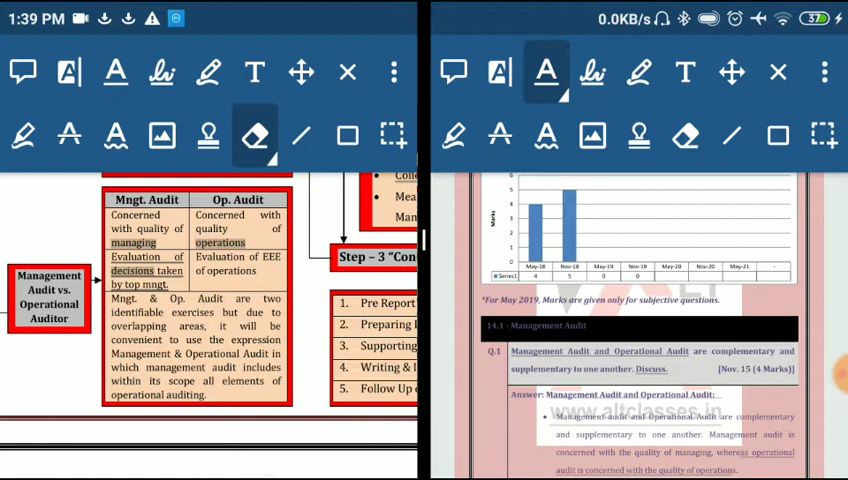 1:39 PM
0.0KB/s
37
Mngt. Audit
Op. Audit
Concerned
with quality of
managing
Concerned with
quality of
operations
Evaluation of
decisions taken
by top mngt.
Evaluation of EEE
of operations
Mngt. & Op. Audit are two
identifiable exercises but due to
overlapping areas, it will be
convenient to use the expression
Management & Operational Audit in
which management audit includes
within its scope all elements of
operational auditing.
Management
Audit vs.
Operational
Auditor
Step – 3 "Con
1. Pre Report
2. Preparing
3. Supporting
4. Writing &
5. Follow Up
Marks
6
5
4
3
2
1
0
May-18 Nov-18 May-19 Nov-19 May-20 Nov-20 May-21 -
Series1 4 5 0 0
*For May 2019, Marks are given only for subjective questions.
14.1 - Management Audit
Q.1 Management Audit and Operational Audit are complementary and
supplementary to one another. Discuss. [Nov. 15 (4 Marks)]
Answer: Management Audit and Operational Audit:
www.altclasses.in
• Management audit and Operational Audit are complementary
and supplementary to one another. Management audit is
concerned with the quality of managing, whereas operational
audit is concerned with the quality of operations.